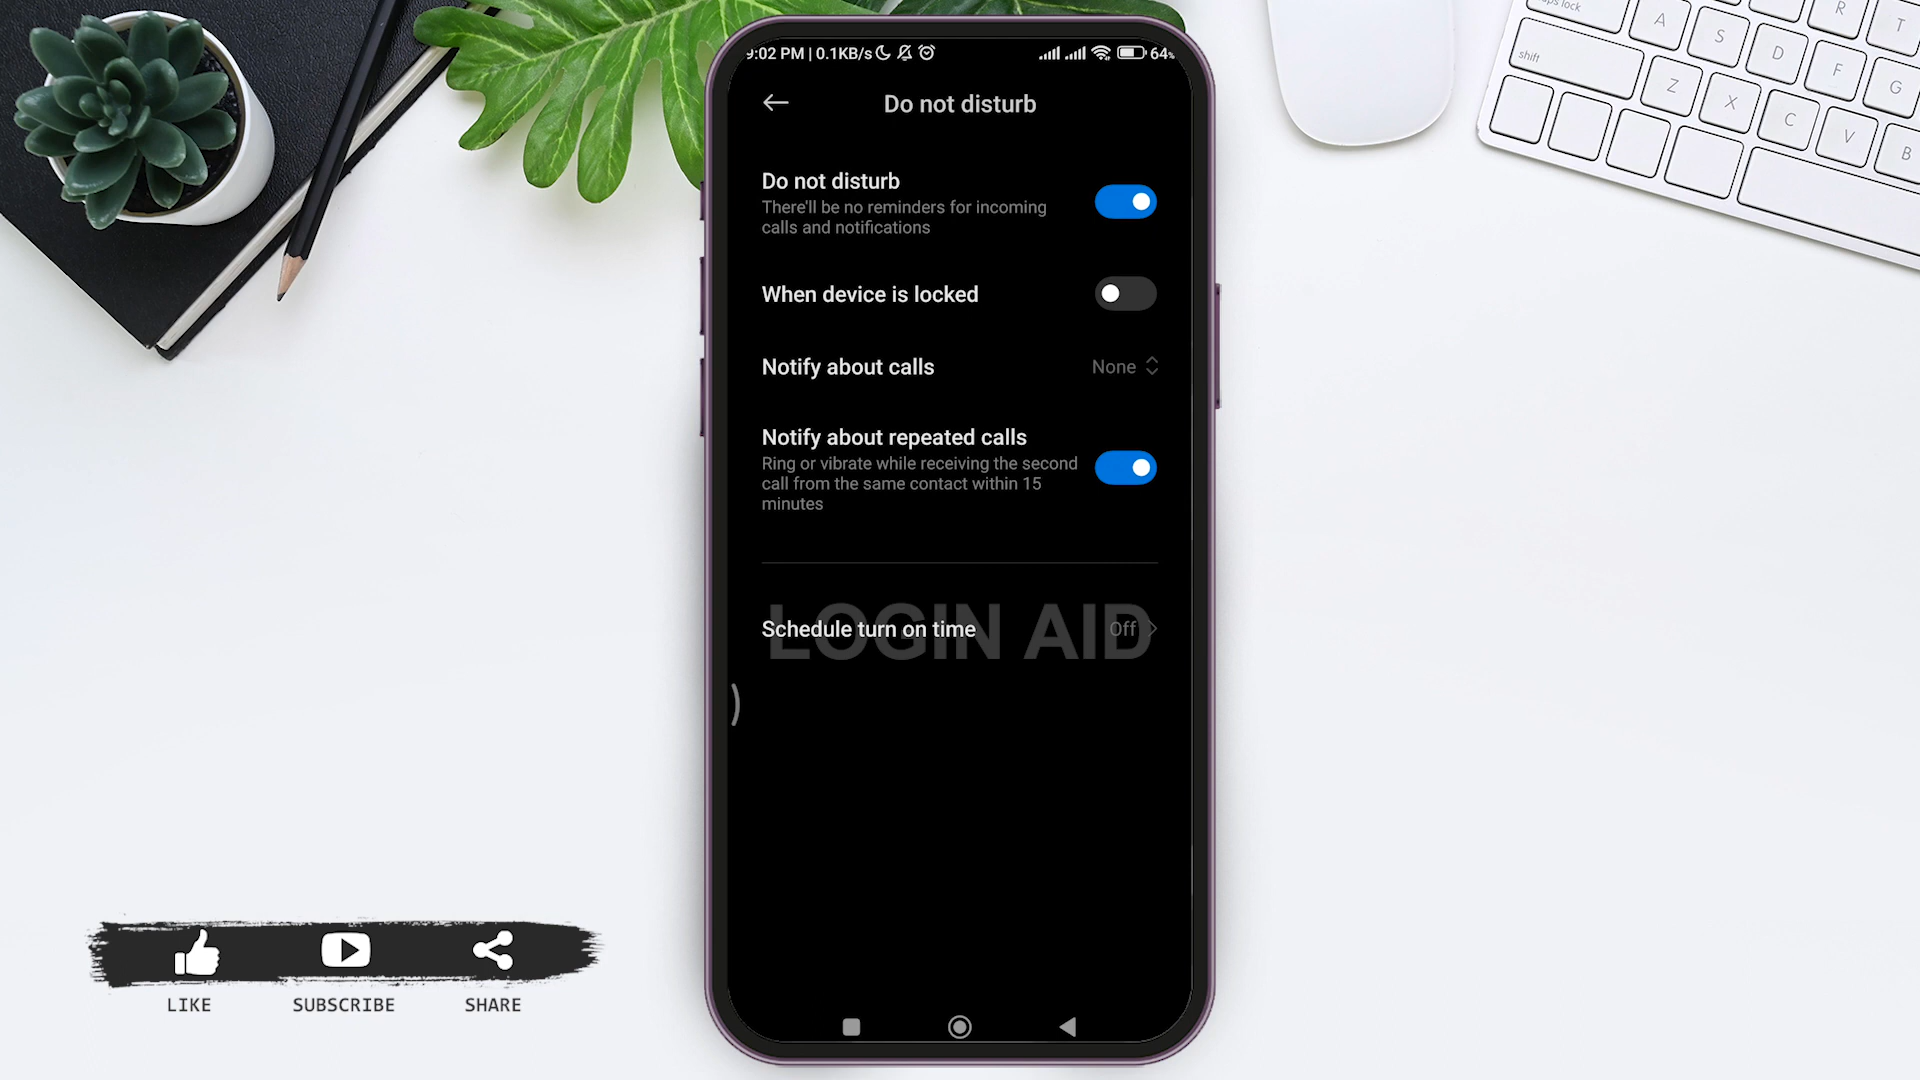 9:02 PM | 0.1KB/s 64%
Do not disturb
Do not disturb
There'll be no reminders for incoming
calls and notifications
When device is locked
Notify about calls None
Notify about repeated calls
Ring or vibrate while receiving the second
call from the same contact within 15
minutes
Schedule turn on time Off
LOGIN AID
LIKE SUBSCRIBE SHARE
caps lock
R
T
A
S
D
F
G
shift
Z
X
C
V
B